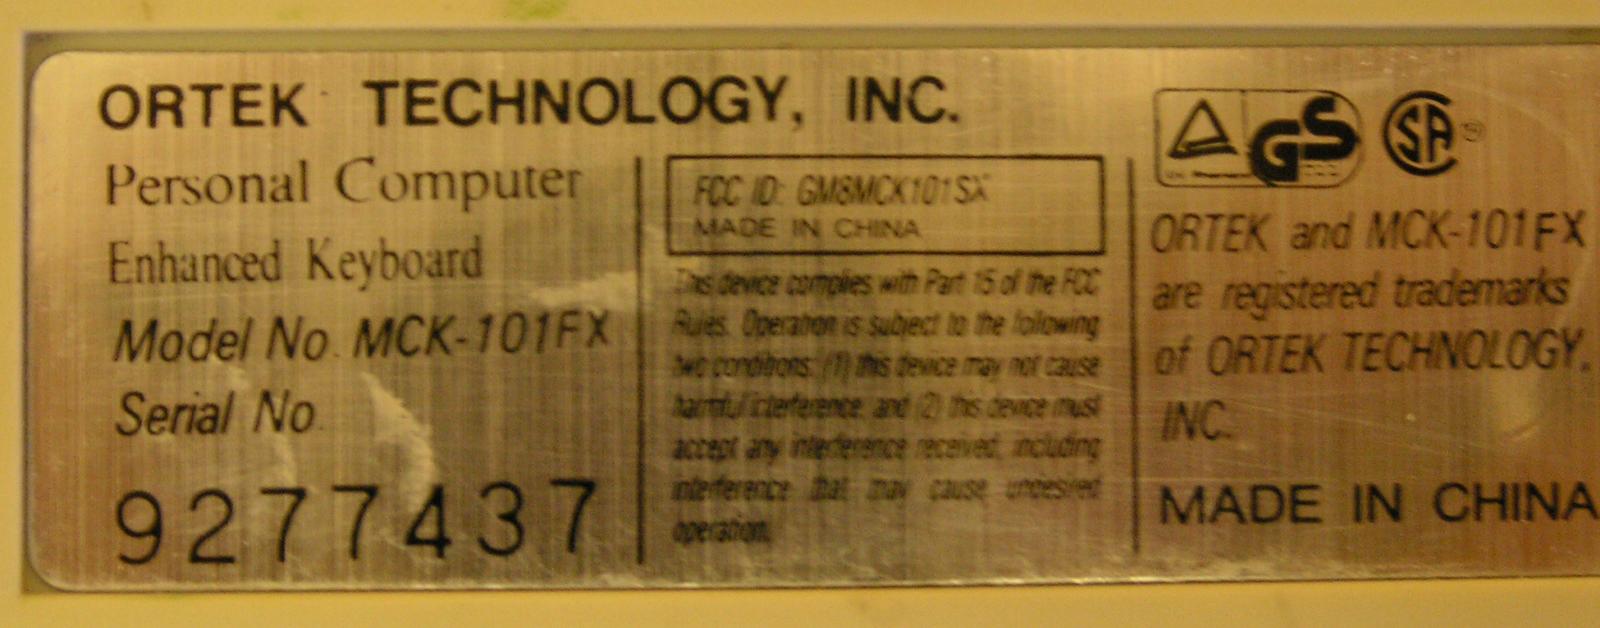 ORTEK TECHNOLOGY, INC.
Personal Computer
Enhanced Keyboard
Model No. MCK-101FX
Serial No.
9277437
FCC ID: GM8MCK101SX
MADE IN CHINA
This device complies with Part 15 of the FCC
Rules. Operation is subject to the following
two conditions: (1) this device may not cause
harmful interference, and (2) this device must
accept any interference received, including
interference that may cause undesired
operation.
GS
SA
ORTEK and MCK-101FX
are registered trademarks
of ORTEK TECHNOLOGY,
INC.
MADE IN CHINA